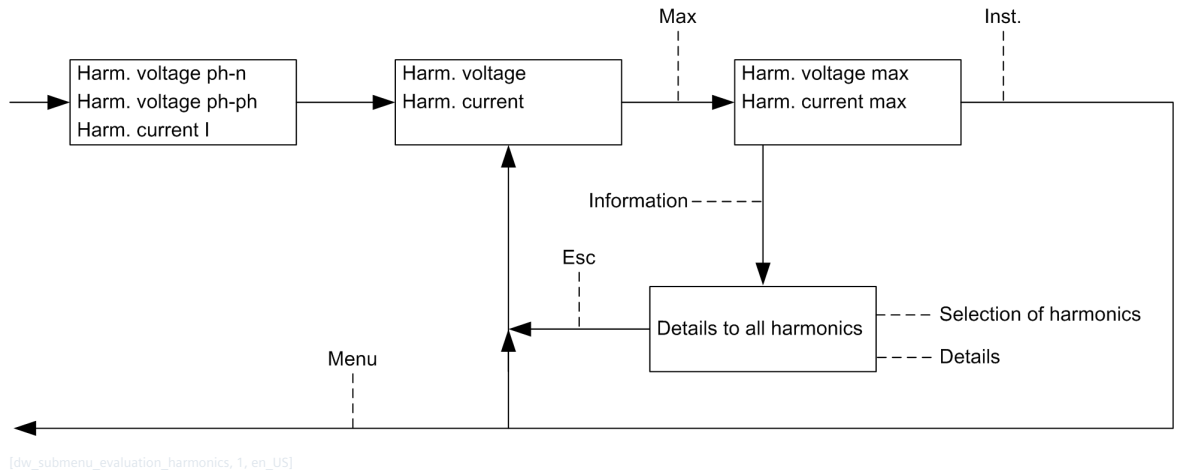 Max
Inst.
Harm. voltage ph-n
Harm. voltage ph-ph
Harm. current I
Harm. voltage
Harm. current
Harm. voltage max
Harm. current max
Information
Esc
Details to all harmonics
Selection of harmonics
Details
Menu
[dw_submenu_evaluation_harmonics, 1, en_US]